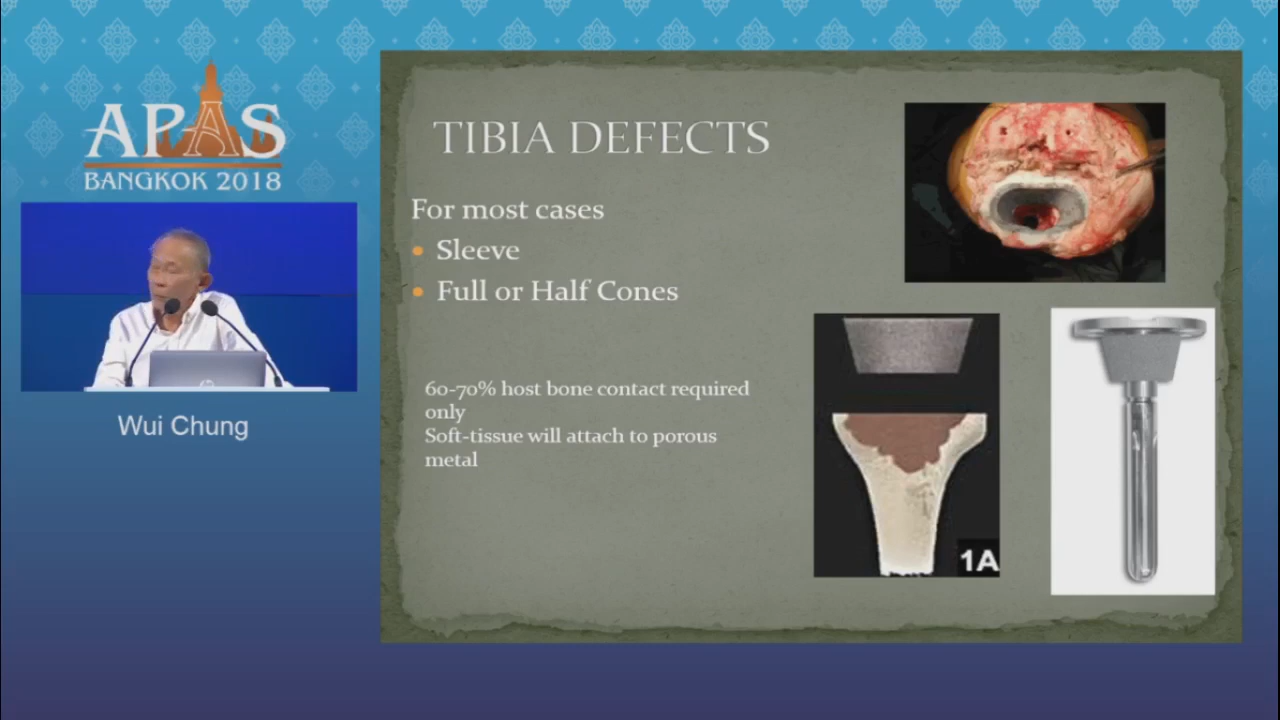 APAS
BANGKOK 2018
Wui Chung
TIBIA DEFECTS
For most cases
• Sleeve
• Full or Half Cones
60-70% host bone contact required
only
Soft-tissue will attach to porous
metal
1A